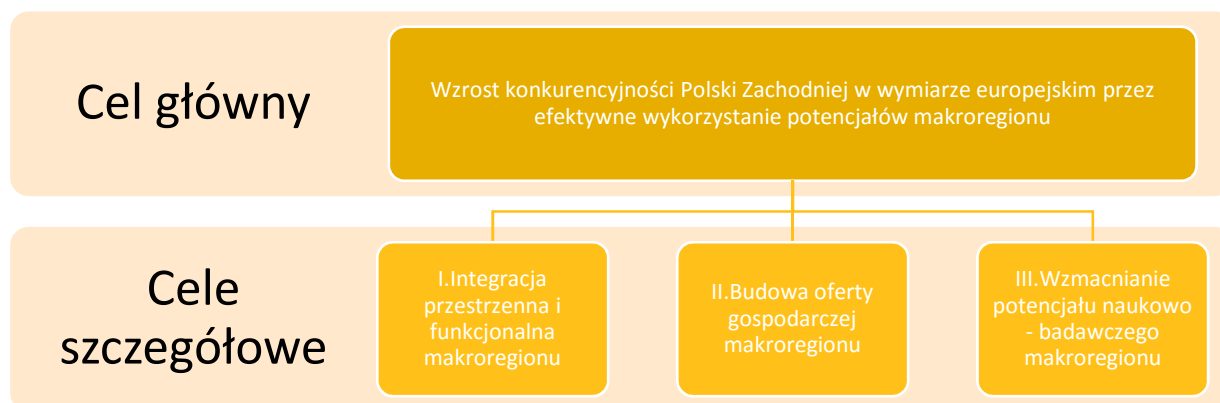 Cel główny
Wzrost konkurencyjności Polski Zachodniej w wymiarze europejskim przez
efektywne wykorzystanie potencjałów makroregionu
Cele
szczegółowe
I.Integracja
przestrzenna i
funkcjonalna
makroregionu
II.Budowa oferty
gospodarczej
makroregionu
III.Wzmacnianie
potencjału naukowo
- badawczego
makroregionu